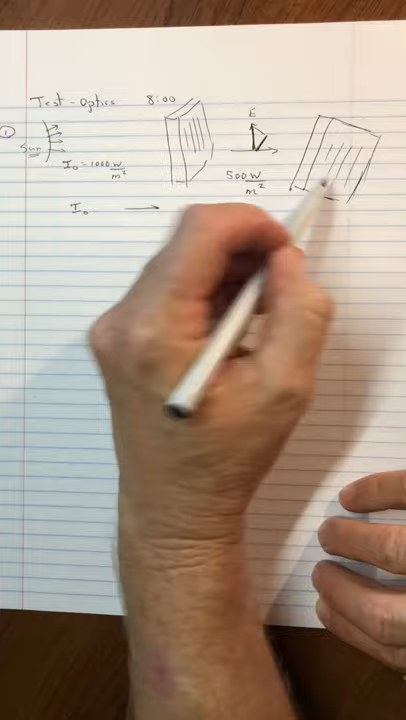 Test-Optics 8:00
①
Sun
I₀ = 1000 W/m²
E
500 W/m²
I₀ →